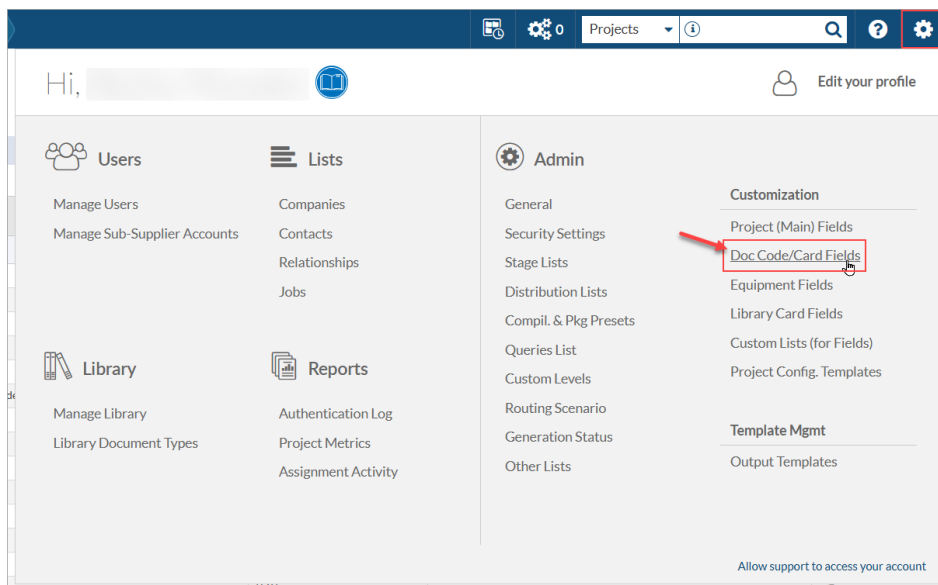 0
Projects
Hi,
Edit your profile
Users
Manage Users
Manage Sub-Supplier Accounts
Lists
Companies
Contacts
Relationships
Jobs
Library
Manage Library
Library Document Types
Reports
Authentication Log
Project Metrics
Assignment Activity
Admin
General
Security Settings
Stage Lists
Distribution Lists
Compil. & Pkg Presets
Queries List
Custom Levels
Routing Scenario
Generation Status
Other Lists
Customization
Project (Main) Fields
Doc Code/Card Fields
Equipment Fields
Library Card Fields
Custom Lists (for Fields)
Project Config. Templates
Template Mgmt
Output Templates
Allow support to access your account